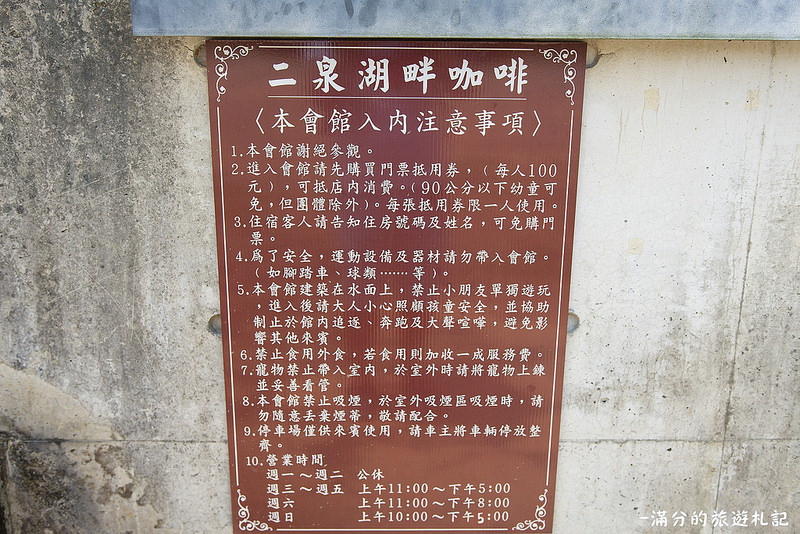 二泉湖畔咖啡
〈本會館入內注意事項〉
1.本會館謝絕參觀。
2.進入會館請先購買門票抵用券，（每人100
元），可抵店內消費。（90公分以下幼童可
免，但團體除外）。每張抵用券限一人使用。
3.住宿客人請告知住房號碼及姓名，可免購門
票。
4.爲了安全，運動設備及器材請勿帶入會館。
（如腳踏車、球類……等）。
5.本會館建築在水面上，禁止小朋友單獨遊玩
，進入後請大人小心照顧孩童安全，並協助
制止於館內追逐、奔跑及大聲喧嘩，避免影
響其他來賓。
6.禁止食用外食，若食用則加收一成服務費。
7.寵物禁止帶入室內，於室外時請將寵物上鍊
並妥善看管。
8.本會館禁止吸煙，於室外吸煙區吸煙時，請
勿隨意丟棄煙蒂，敬請配合。
9.停車場僅供來賓使用，請車主將車輛停放整
齊。
10.營業時間
週一～週二 公休
週三～週五 上午11:00～下午5:00
週六 上午11:00～下午8:00
週日 上午10:00～下午5:00
-滿分的旅遊札記